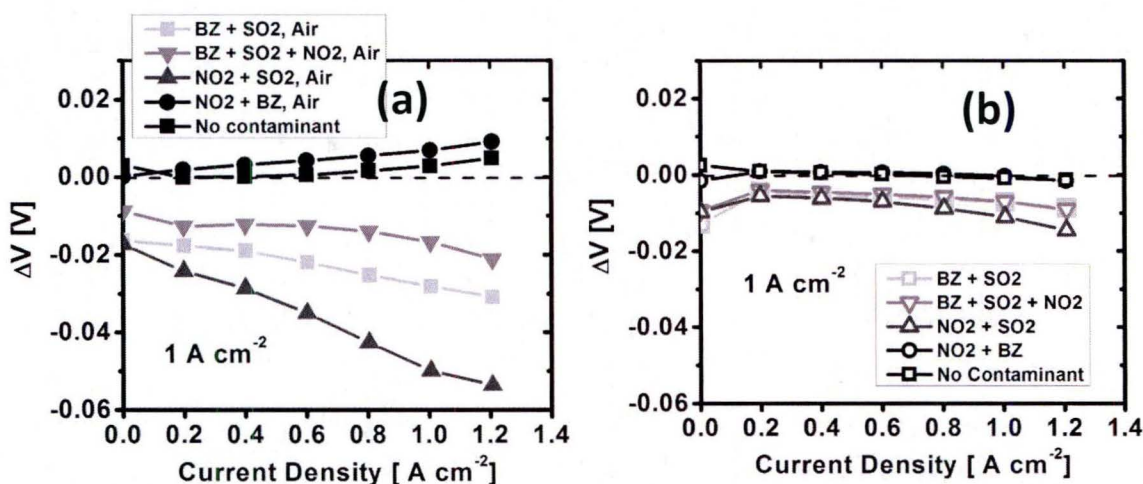 BZ + SO2, Air
BZ + SO2 + NO2, Air
NO2 + SO2, Air
NO2 + BZ, Air
No contaminant
(a)
0.02
0.00
-0.02
-0.04
-0.06
ΔV [V]
1 A cm-2
0.0 0.2 0.4 0.6 0.8 1.0 1.2 1.4
Current Density [ A cm-2]
(b)
0.02
0.00
-0.02
-0.04
-0.06
ΔV [V]
1 A cm-2
BZ + SO2
BZ + SO2 + NO2
NO2 + SO2
NO2 + BZ
No Contaminant
0.0 0.2 0.4 0.6 0.8 1.0 1.2 1.4
Current Density [ A cm-2]